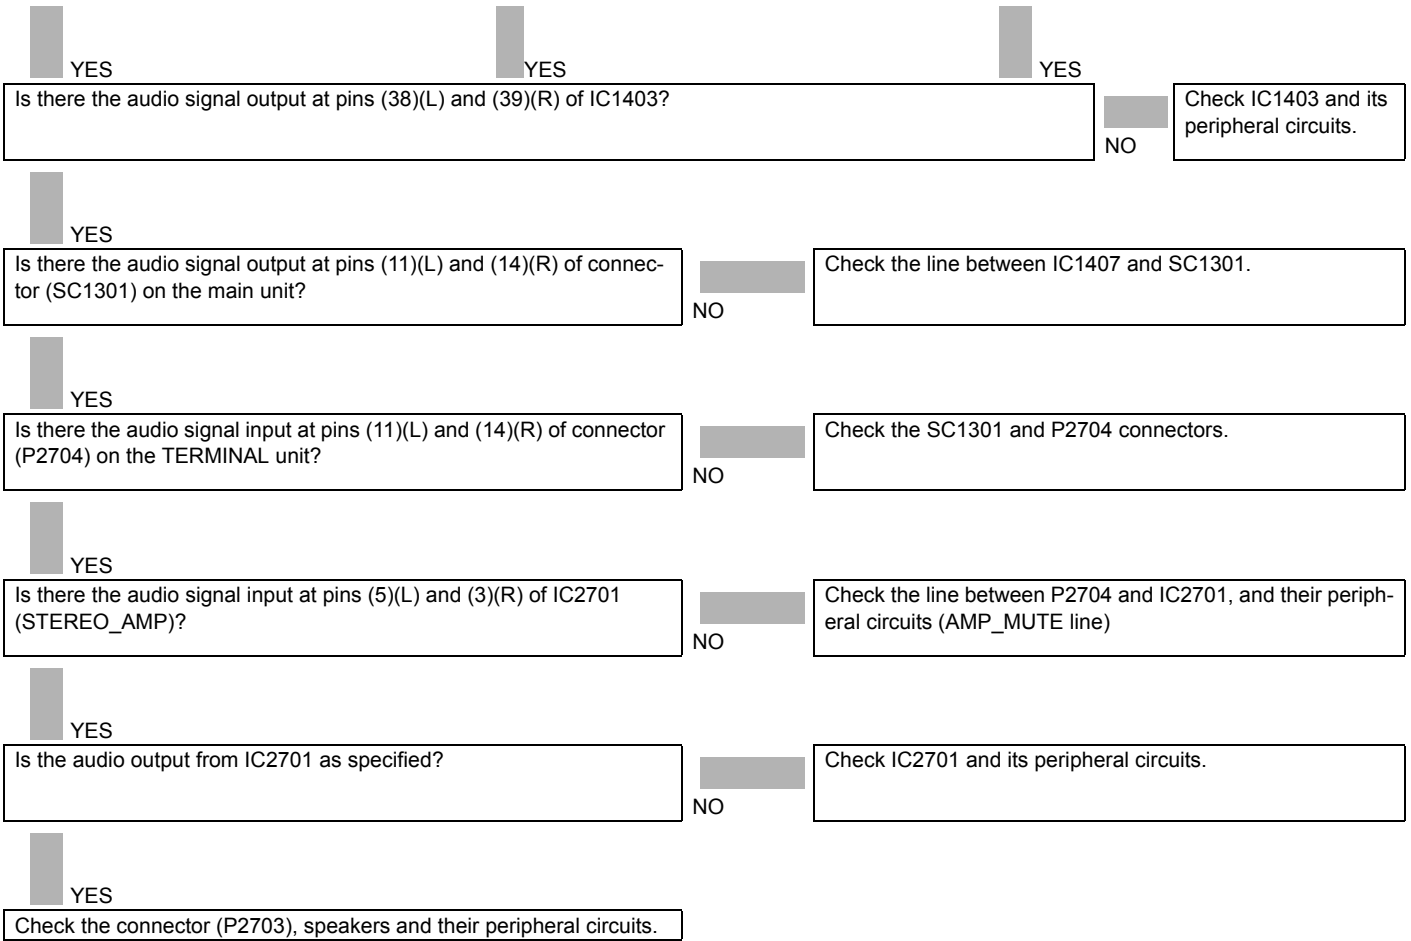 YES
YES
YES
Is there the audio signal output at pins (38)(L) and (39)(R) of IC1403?
NO
Check IC1403 and its
peripheral circuits.
YES
Is there the audio signal output at pins (11)(L) and (14)(R) of connec-
tor (SC1301) on the main unit?
NO
Check the line between IC1407 and SC1301.
YES
Is there the audio signal input at pins (11)(L) and (14)(R) of connector
(P2704) on the TERMINAL unit?
NO
Check the SC1301 and P2704 connectors.
YES
Is there the audio signal input at pins (5)(L) and (3)(R) of IC2701
(STEREO_AMP)?
NO
Check the line between P2704 and IC2701, and their periph-
eral circuits (AMP_MUTE line)
YES
Is the audio output from IC2701 as specified?
NO
Check IC2701 and its peripheral circuits.
YES
Check the connector (P2703), speakers and their peripheral circuits.